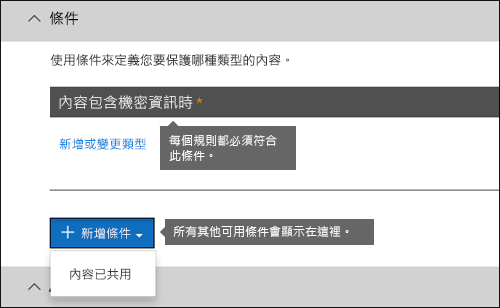 條件
使用條件來定義您要保護哪種類型的內容。
內容包含機密資訊時 *
新增或變更類型
每個規則都必須符合
此條件。
+ 新增條件
所有其他可用條件會顯示在這裡。
內容已共用